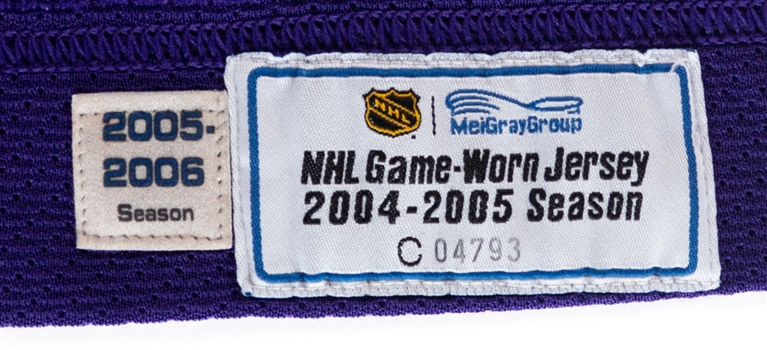 2005-
2006
Season
NHL
MeiGrayGroup
NHL Game-Worn Jersey
2004-2005 Season
C 04793